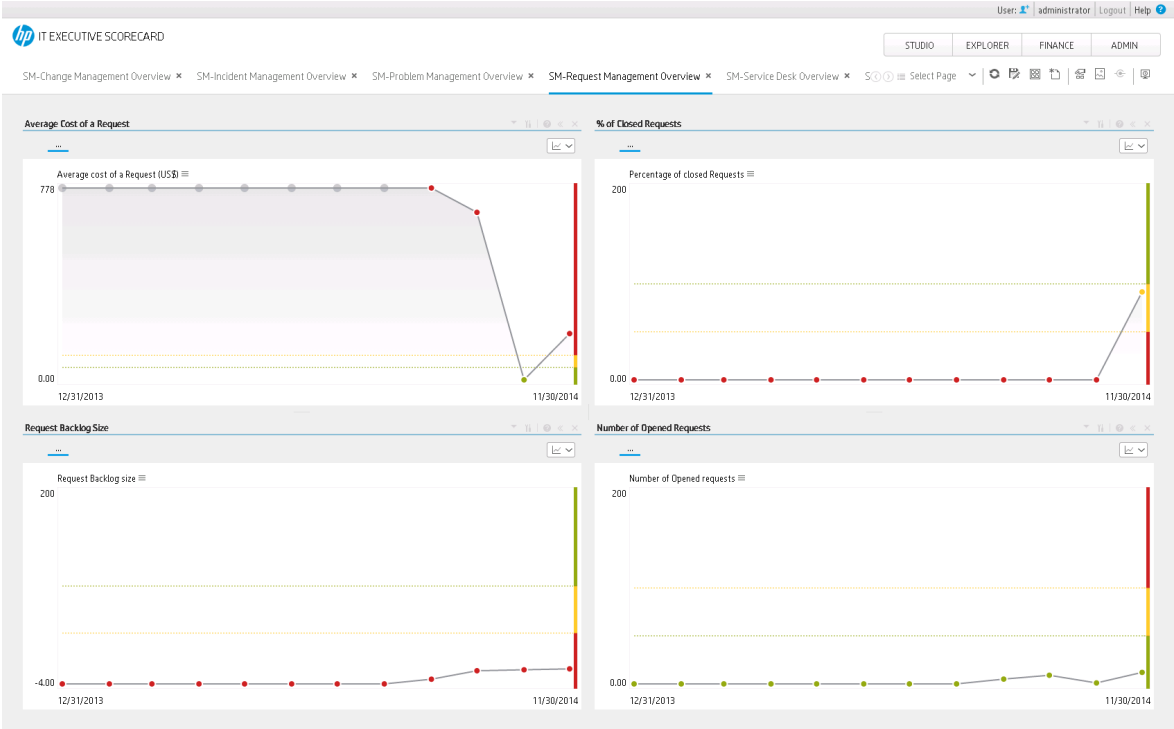 User: administrator Logout Help ?
hp IT EXECUTIVE SCORECARD
STUDIO EXPLORER FINANCE ADMIN
SM-Change Management Overview × SM-Incident Management Overview × SM-Problem Management Overview × SM-Request Management Overview × SM-Service Desk Overview × S Select Page
Average Cost of a Request
...
Average cost of a Request (US$)
778
0.00
12/31/2013 11/30/2014
% of Closed Requests
...
Percentage of closed Requests
200
0.00
12/31/2013 11/30/2014
Request Backlog Size
...
Request Backlog size
200
-4.00
12/31/2013 11/30/2014
Number of Opened Requests
...
Number of Opened requests
200
0.00
12/31/2013 11/30/2014